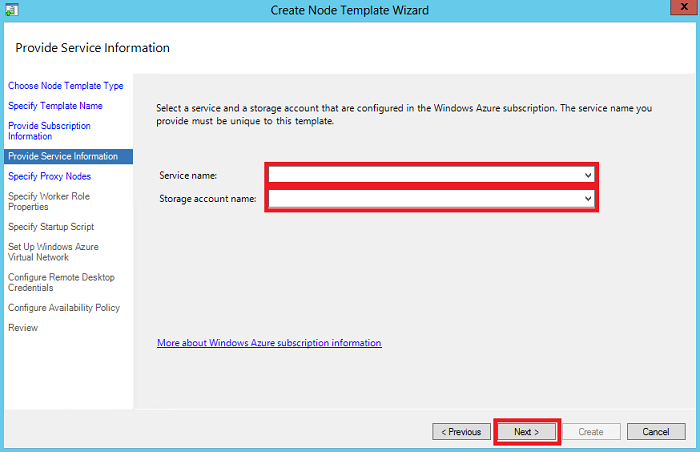 Create Node Template Wizard
x
Provide Service Information
Choose Node Template Type
Specify Template Name
Provide Subscription
Information
Provide Service Information
Specify Proxy Nodes
Specify Worker Role
Properties
Specify Startup Script
Set Up Windows Azure
Virtual Network
Configure Remote Desktop
Credentials
Configure Availability Policy
Review
Select a service and a storage account that are configured in the Windows Azure subscription. The service name you
provide must be unique to this template.
Service name:
Storage account name:
More about Windows Azure subscription information
< Previous
Next >
Create
Cancel